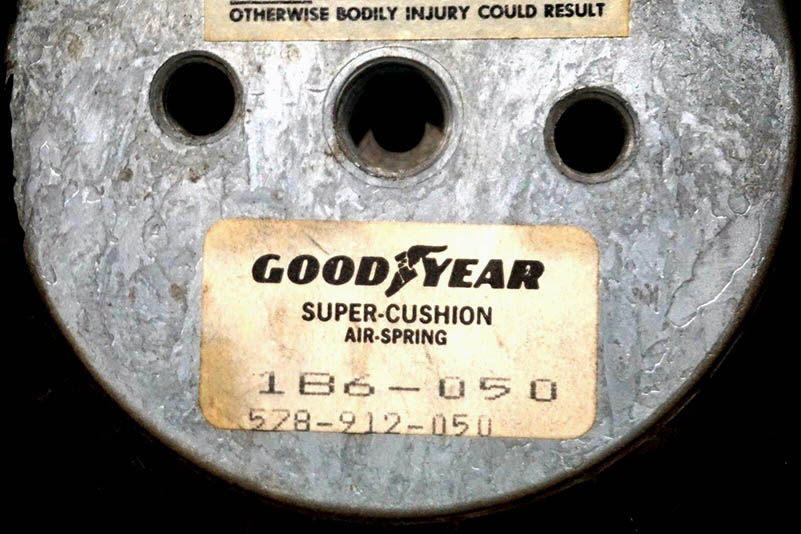 OTHERWISE BODILY INJURY COULD RESULT
GOODYEAR
SUPER-CUSHION
AIR-SPRING
1B6-050
578-912-050